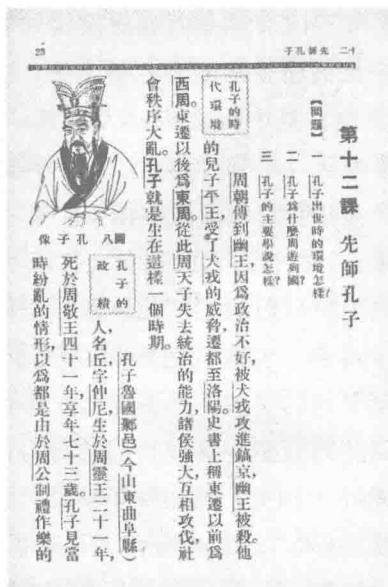 十二　先師孔子
23
第十二課　先師孔子
【問題】一　孔子出世時的環境怎樣？
二　孔子爲什麼周遊列國？
三　孔子的主要學說怎樣？
孔子的時代環境
周朝傳到幽王，因爲政治不好，被犬戎攻進鎬京，幽王被殺。他
的兒子平王，受了犬戎的威脅，遷都至洛陽。史書上稱東遷以前爲
西周。東遷以後爲東周。從此周天子失去統治的能力，諸侯強大，互相攻伐，社
會秩序大亂。孔子就是生在這樣一個時期。
圖八　孔子像
孔子的政績
孔子魯國鄹邑（今山東曲阜縣）
人，名丘，字仲尼，生於周靈王二十一年，
死於周敬王四十一年，享年七十三歲。孔子見當
時紛亂的情形，以爲都是由於周公制禮作樂的